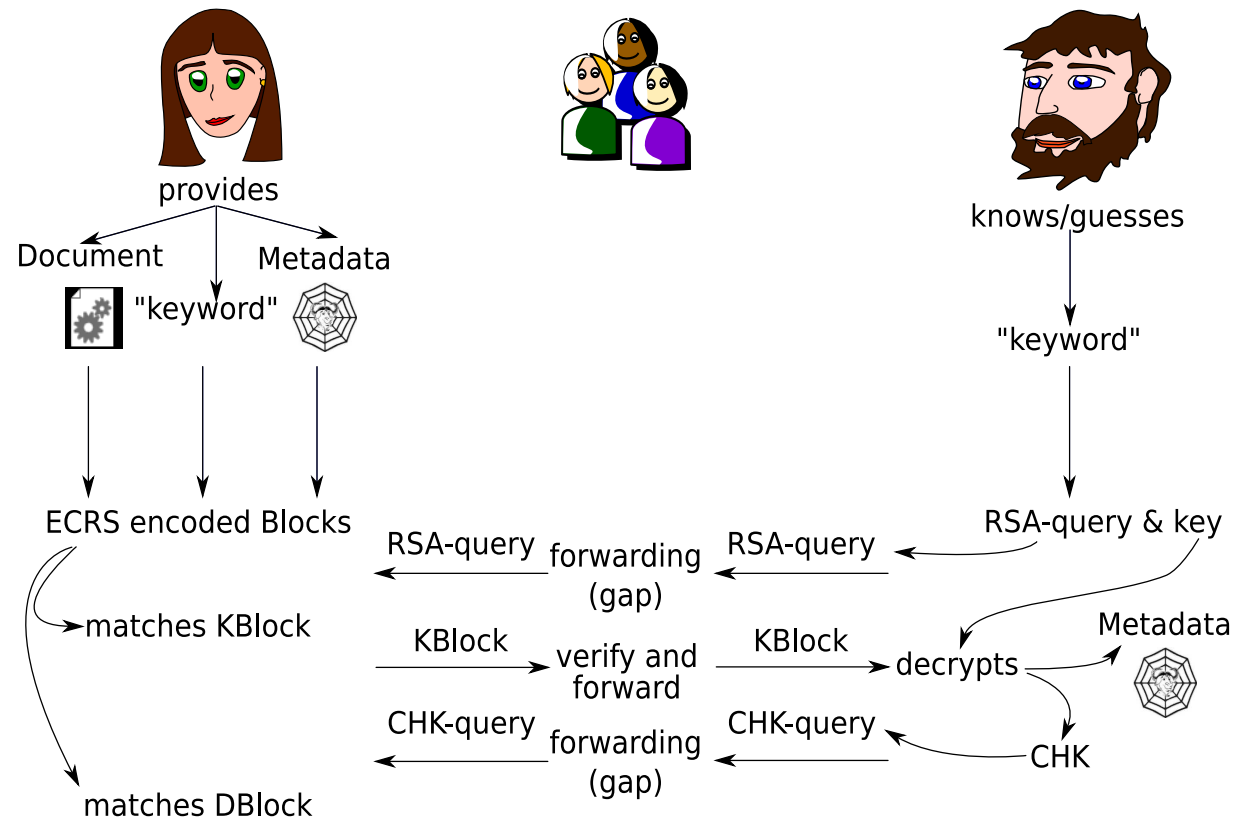 provides
knows/guesses
Document
Metadata
"keyword"
"keyword"
ECRS encoded Blocks
RSA-query & key
RSA-query
forwarding
(gap)
RSA-query
matches KBlock
KBlock
verify and
forward
KBlock
decrypts
Metadata
CHK-query
forwarding
(gap)
CHK-query
CHK
matches DBlock